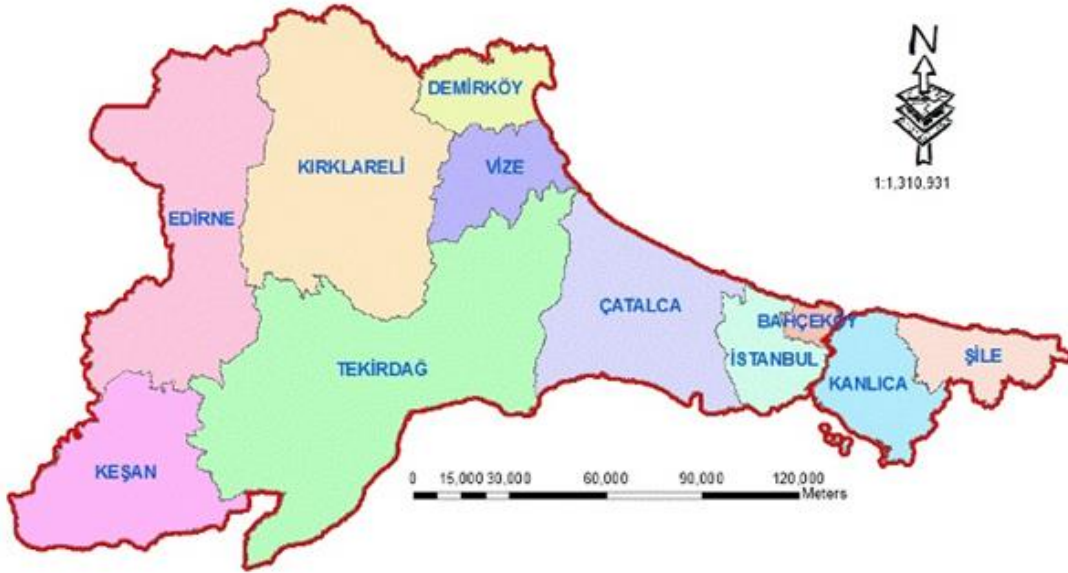 N
1:1,310,931
DEMİRKÖY
KIRKLARELİ
VİZE
EDİRNE
ÇATALCA
BAHÇEKÖY
İSTANBUL
ŞİLE
TEKİRDAĞ
KANLICA
KEŞAN
0 15,000 30,000 60,000 90,000 120,000
Meters